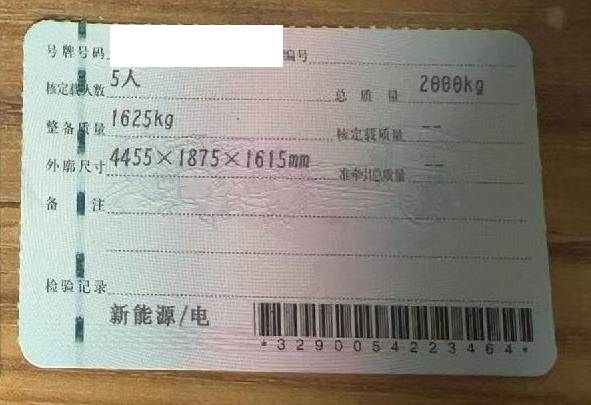 号牌号码 编号
核定载人数 5人 总质量 2000kg
整备质量 1625kg 核定载质量 --
外廓尺寸 4455×1875×1615mm 准牵引总质量 --
备注
检验记录
新能源/电
*3290054223464*